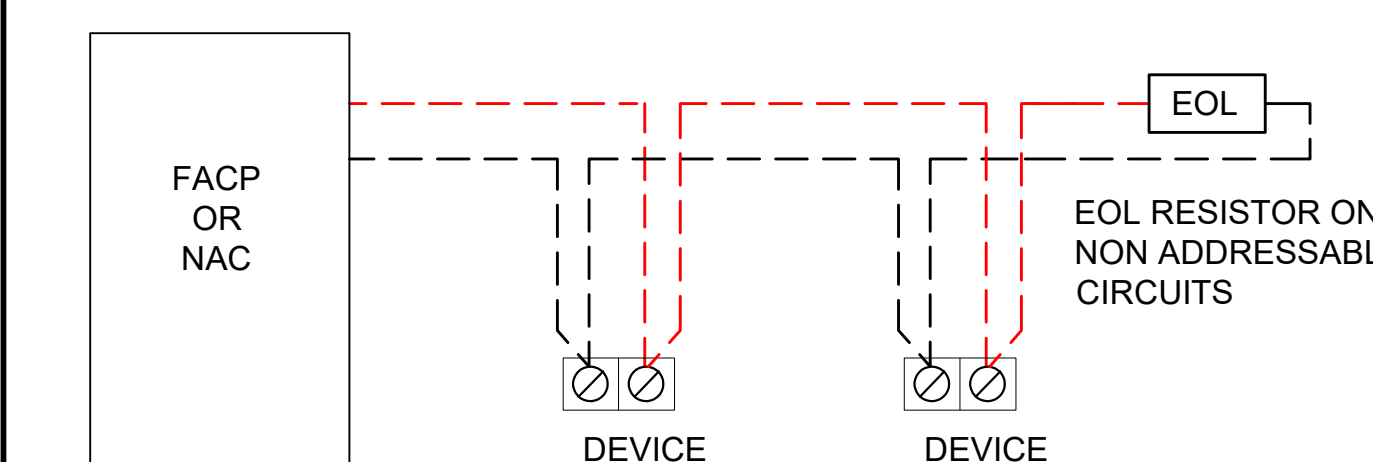 FACP
OR
NAC
EOL
EOL RESISTOR ON
NON ADDRESSABL
CIRCUITS
DEVICE
DEVICE